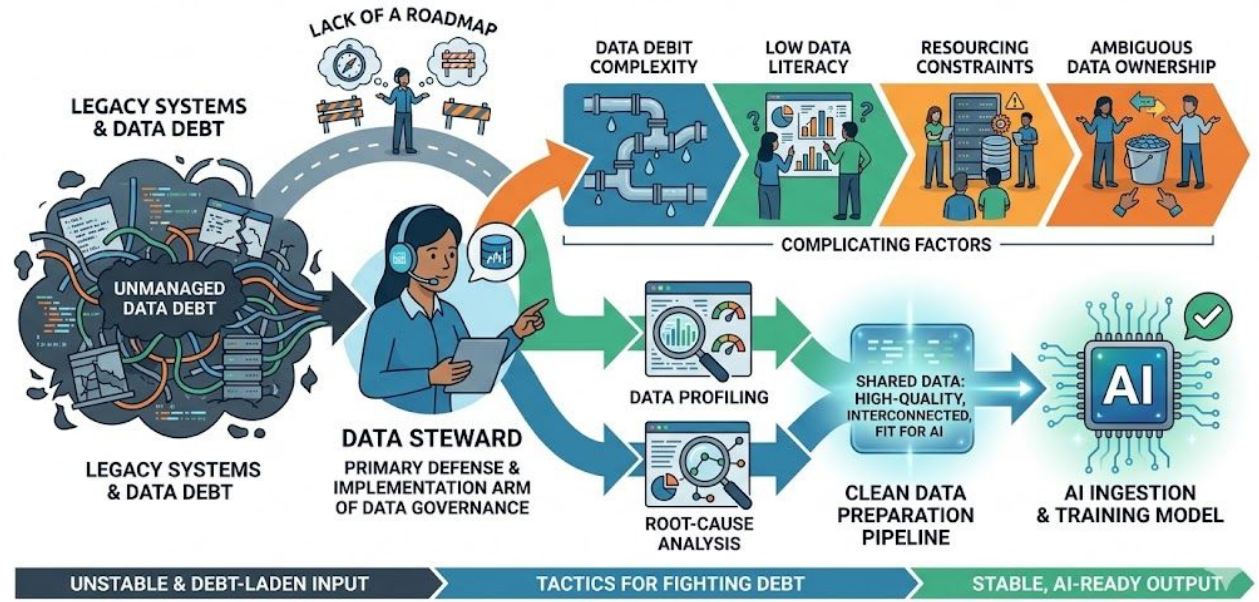 LACK OF A ROADMAP
LEGACY SYSTEMS
& DATA DEBT
UNMANAGED
DATA DEBT
LEGACY SYSTEMS
& DATA DEBT
DATA DEBIT
COMPLEXITY
LOW DATA
LITERACY
RESOURCING
CONSTRAINTS
AMBIGUOUS
DATA OWNERSHIP
COMPLICATING FACTORS
DATA STEWARD
PRIMARY DEFENSE &
IMPLEMENTATION ARM
OF DATA GOVERNANCE
DATA PROFILING
ROOT-CAUSE
ANALYSIS
SHARED DATA:
HIGH-QUALITY,
INTERCONNECTED,
FIT FOR AI
CLEAN DATA
PREPARATION
PIPELINE
AI
AI INGESTION
& TRAINING MODEL
UNSTABLE & DEBT-LADEN INPUT
TACTICS FOR FIGHTING DEBT
STABLE, AI-READY OUTPUT